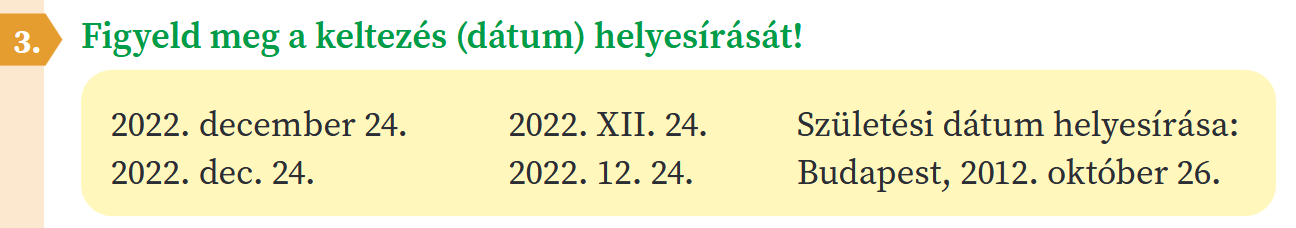 3. Figyeld meg a keltezés (dátum) helyesírását!
2022. december 24.
2022. dec. 24.
2022. XII. 24.
2022. 12. 24.
Születési dátum helyesírása:
Budapest, 2012. október 26.